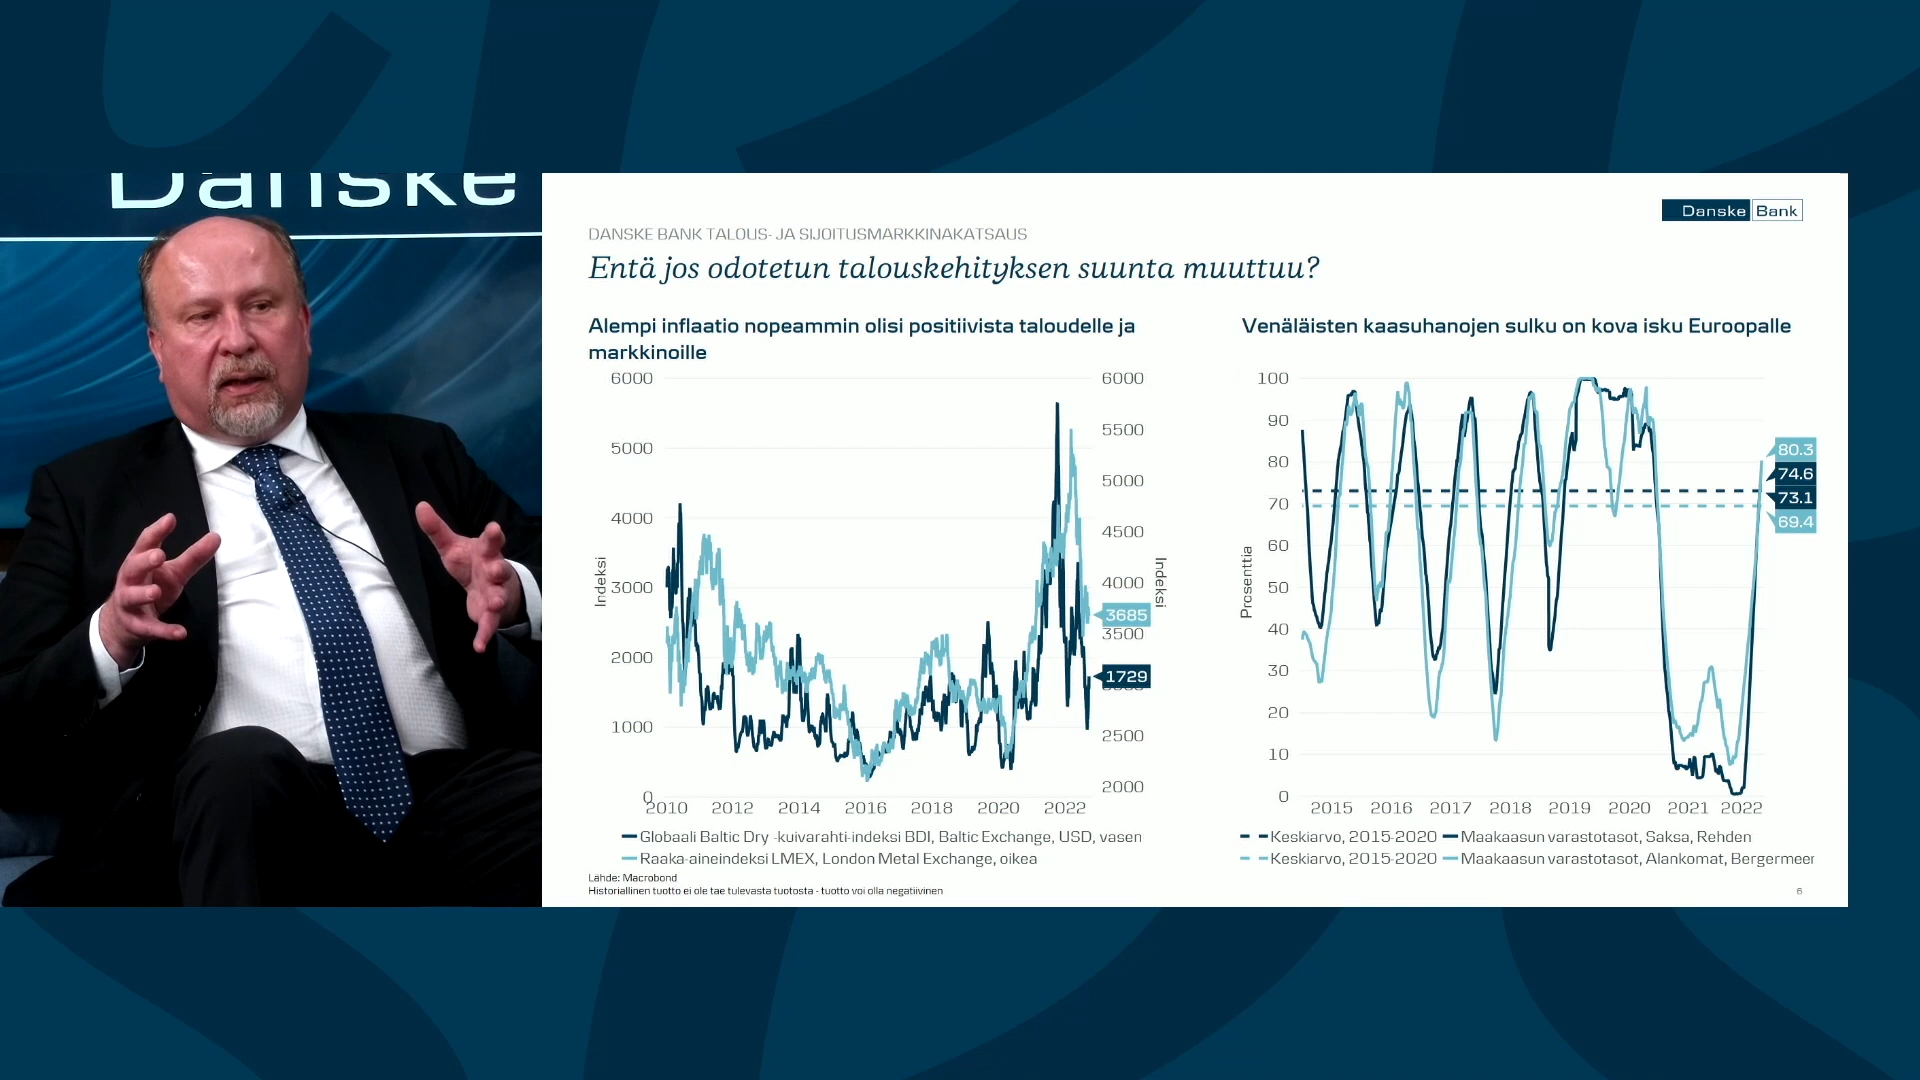 Danske
Danske Bank
DANSKE BANK TALOUS- JA SIJOITUSMARKKINAKATSAUS
Entä jos odotetun talouskehityksen suunta muuttuu?
Alempi inflaatio nopeammin olisi positiivista taloudelle ja
markkinoille
6000
5000
4000
3000
2000
1000
0
Indeksi
6000
5500
5000
4500
4000
3685
3500
1729
3000
2500
2000
Indeksi
2010 2012 2014 2016 2018 2020 2022
Globaali Baltic Dry -kuivarahti-indeksi BDI, Baltic Exchange, USD, vasen
Raaka-aineindeksi LMEX, London Metal Exchange, oikea
Venäläisten kaasuhanojen sulku on kova isku Euroopalle
100
90
80
70
60
50
40
30
20
10
0
Prosenttia
80.3
74.6
73.1
69.4
2015 2016 2017 2018 2019 2020 2021 2022
Keskiarvo, 2015-2020 Maakaasun varastotasot, Saksa, Rehden
Keskiarvo, 2015-2020 Maakaasun varastotasot, Alankomat, Bergermeer
Lähde: Macrobond
Historiallinen tuotto ei ole tae tulevasta tuotosta - tuotto voi olla negatiivinen
6